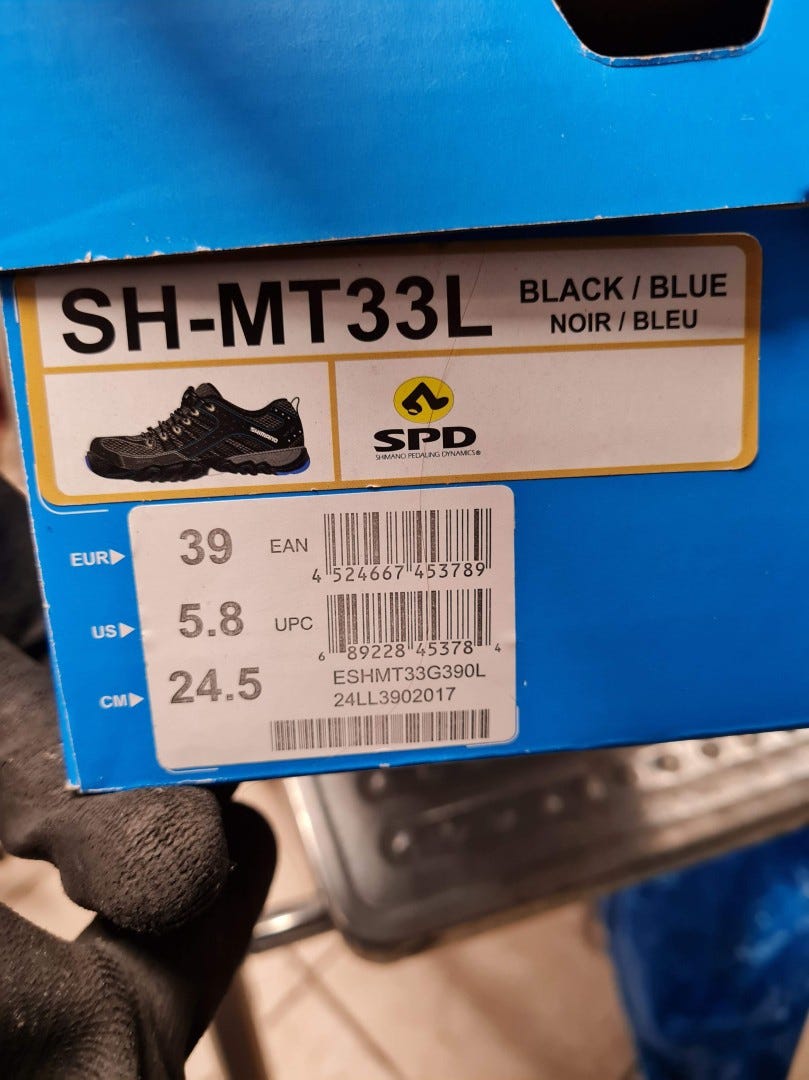 SH-MT33L
BLACK / BLUE
NOIR / BLEU
SHIMANO
SPD
SHIMANO PEDALING DYNAMICS®
EUR 39
EAN
4 524667 453789
US 5.8
UPC
6 89228 45378 4
CM 24.5
ESHMT33G390L
24LL3902017